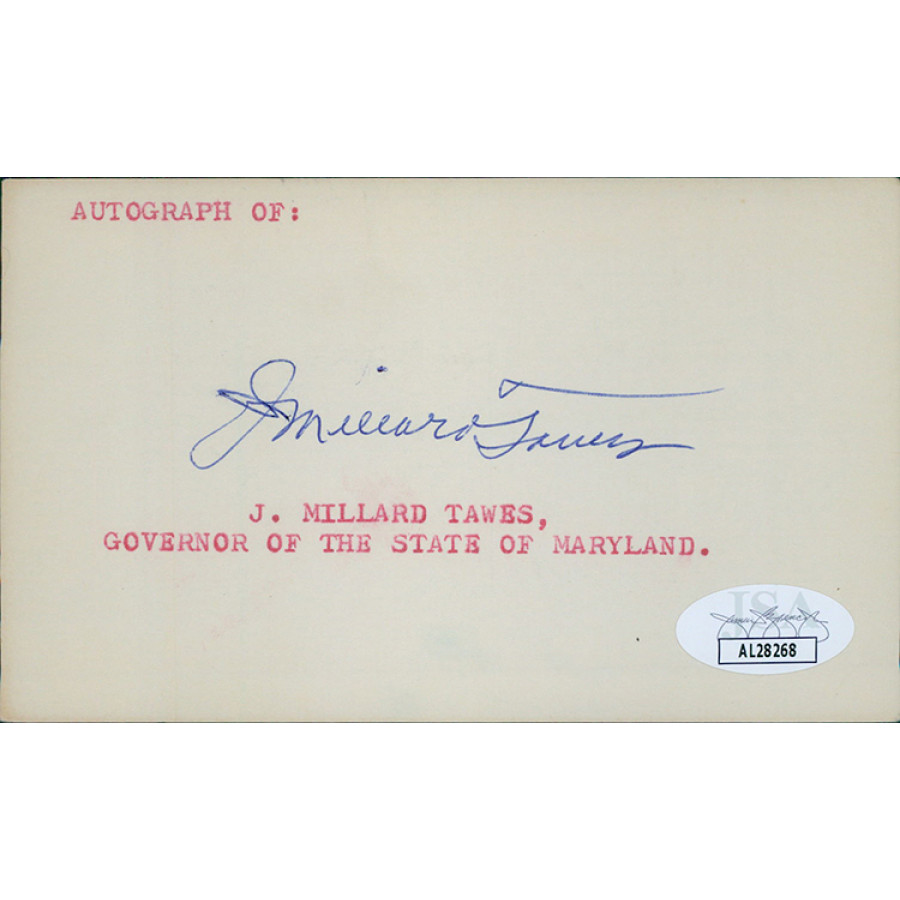 AUTOGRAPH OF:
J Millard Tawes
J. MILLARD TAWES,
GOVERNOR OF THE STATE OF MARYLAND.
JSA
AL28268